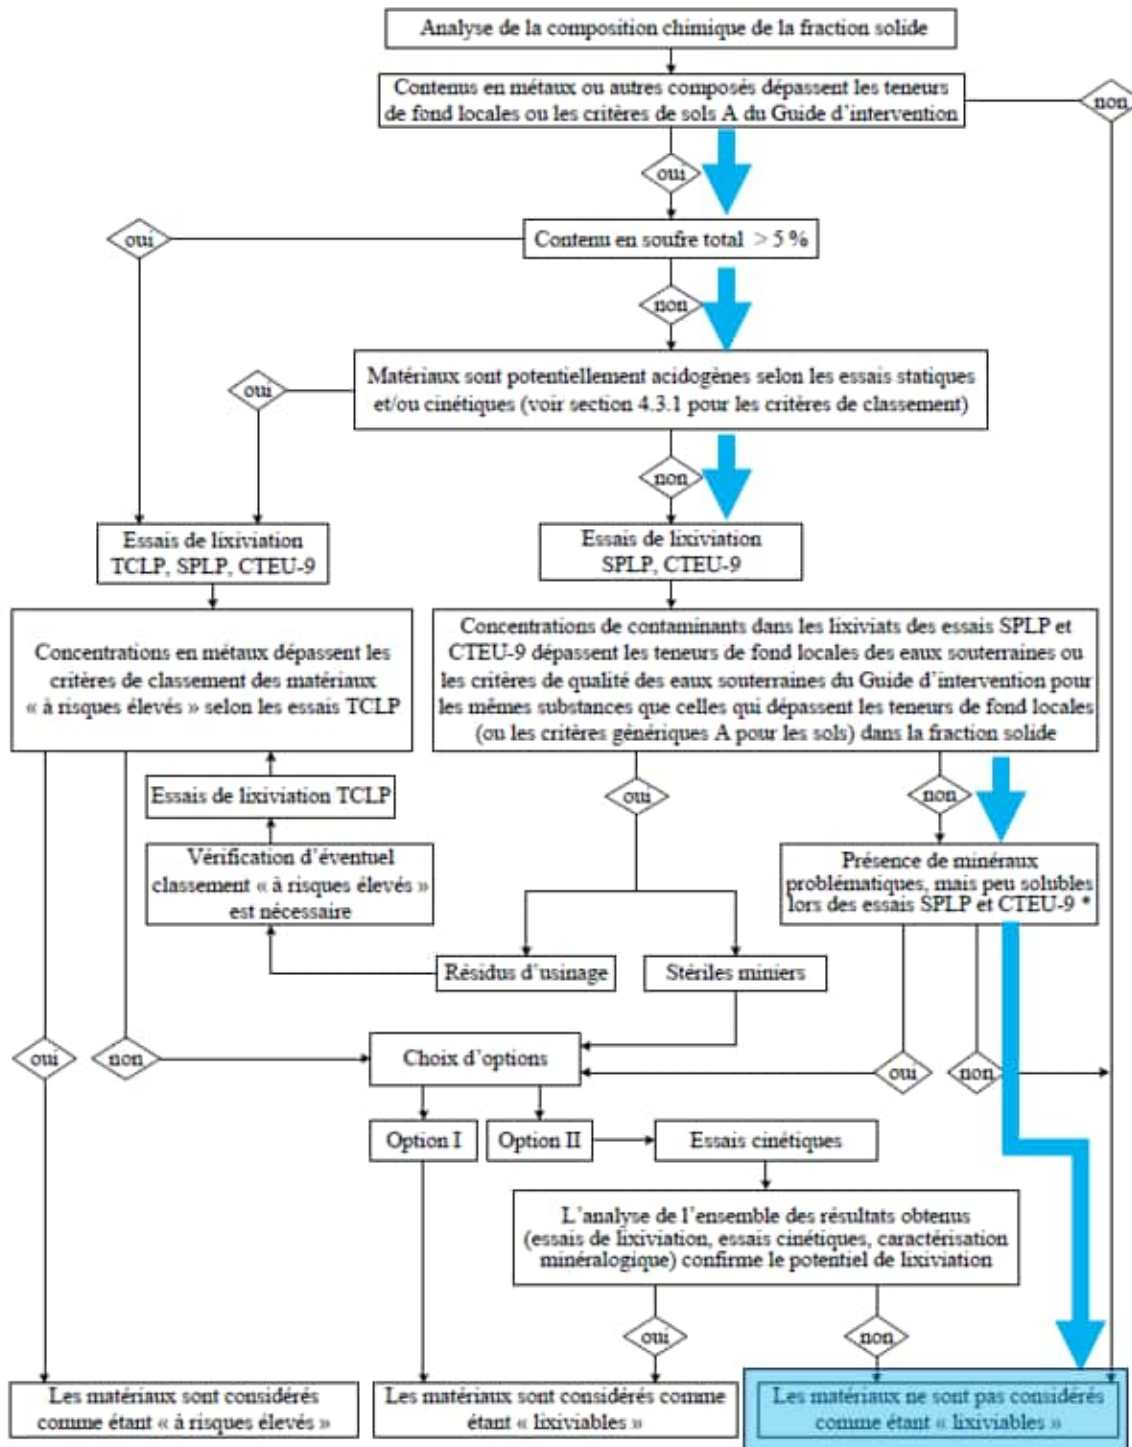 Analyse de la composition chimique de la fraction solide
Contenus en métaux ou autres composés dépassent les teneurs
de fond locales ou les critères de sols A du Guide d'intervention
non
oui
Contenu en soufre total > 5 %
oui
non
Matériaux sont potentiellement acidogènes selon les essais statiques
et/ou cinétiques (voir section 4.3.1 pour les critères de classement)
oui
non
Essais de lixiviation
TCLP, SPLP, CTEU-9
Essais de lixiviation
SPLP, CTEU-9
Concentrations en métaux dépassent les
critères de classement des matériaux
« à risques élevés » selon les essais TCLP
Concentrations de contaminants dans les lixiviats des essais SPLP et
CTEU-9 dépassent les teneurs de fond locales des eaux souterraines ou
les critères de qualité des eaux souterraines du Guide d'intervention pour
les mêmes substances que celles qui dépassent les teneurs de fond locales
(ou les critères génériques A pour les sols) dans la fraction solide
Essais de lixiviation TCLP
oui
non
Vérification d'éventuel
classement « à risques élevés »
est nécessaire
Présence de minéraux
problématiques, mais peu solubles
lors des essais SPLP et CTEU-9 *
Résidus d'usinage
Stériles miniers
oui
non
Choix d'options
oui
non
Option I
Option II
Essais cinétiques
L'analyse de l'ensemble des résultats obtenus
(essais de lixiviation, essais cinétiques, caractérisation
minéralogique) confirme le potentiel de lixiviation
oui
non
Les matériaux sont considérés
comme étant « à risques élevés »
Les matériaux sont considérés comme
étant « lixiviables »
Les matériaux ne sont pas considérés
comme étant « lixiviables »